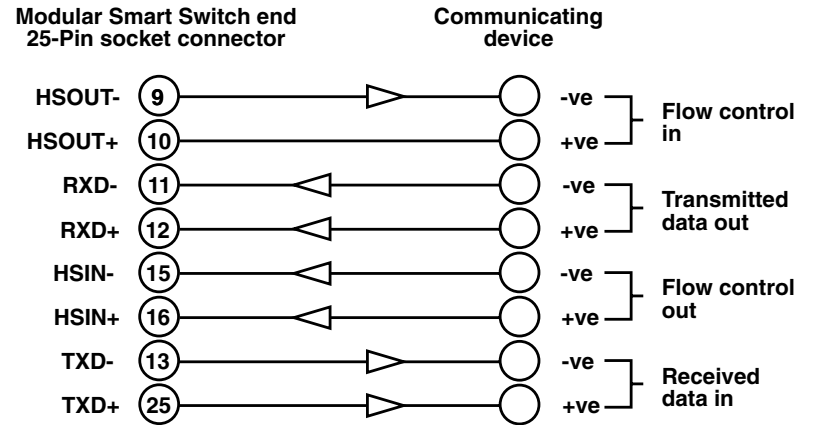 Modular Smart Switch end
25-Pin socket connector
Communicating
device
HSOUT- 9 -ve
HSOUT+ 10 +ve
Flow control
in
RXD- 11 -ve
RXD+ 12 +ve
Transmitted
data out
HSIN- 15 -ve
HSIN+ 16 +ve
Flow control
out
TXD- 13 -ve
TXD+ 25 +ve
Received
data in